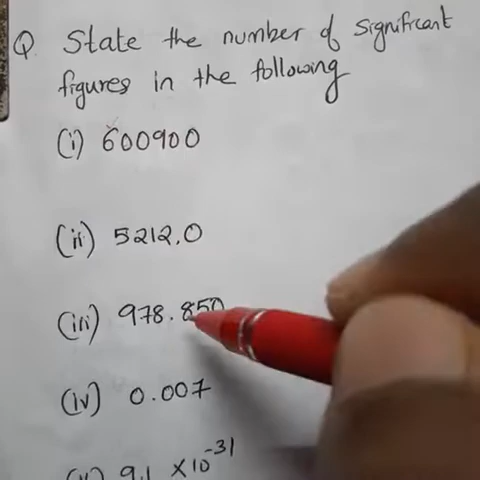 Q. State the number of significant
figures in the following
(i) 600900
(ii) 5212.0
(iii) 978.850
(iv) 0.007
(v) 9.1 × 10⁻³¹